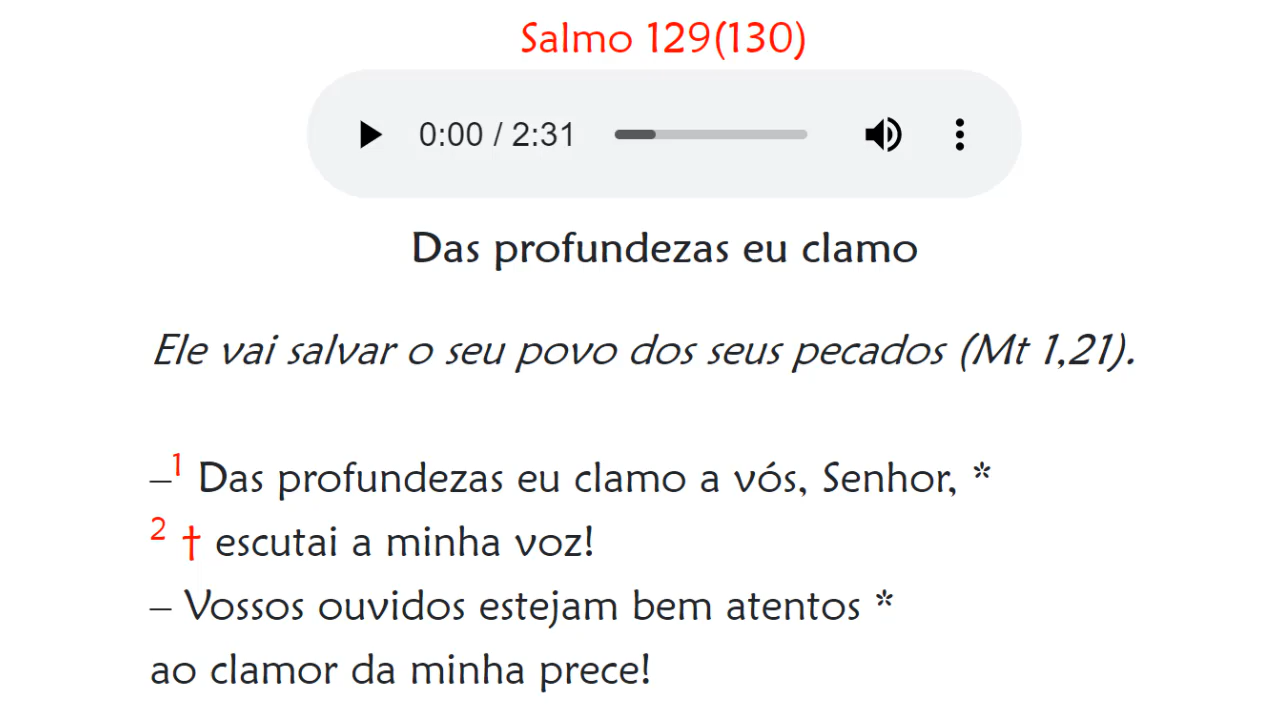 Salmo 129(130)
0:00 / 2:31
Das profundezas eu clamo
Ele vai salvar o seu povo dos seus pecados (Mt 1,21).
–1 Das profundezas eu clamo a vós, Senhor, *
2 † escutai a minha voz!
– Vossos ouvidos estejam bem atentos *
ao clamor da minha prece!